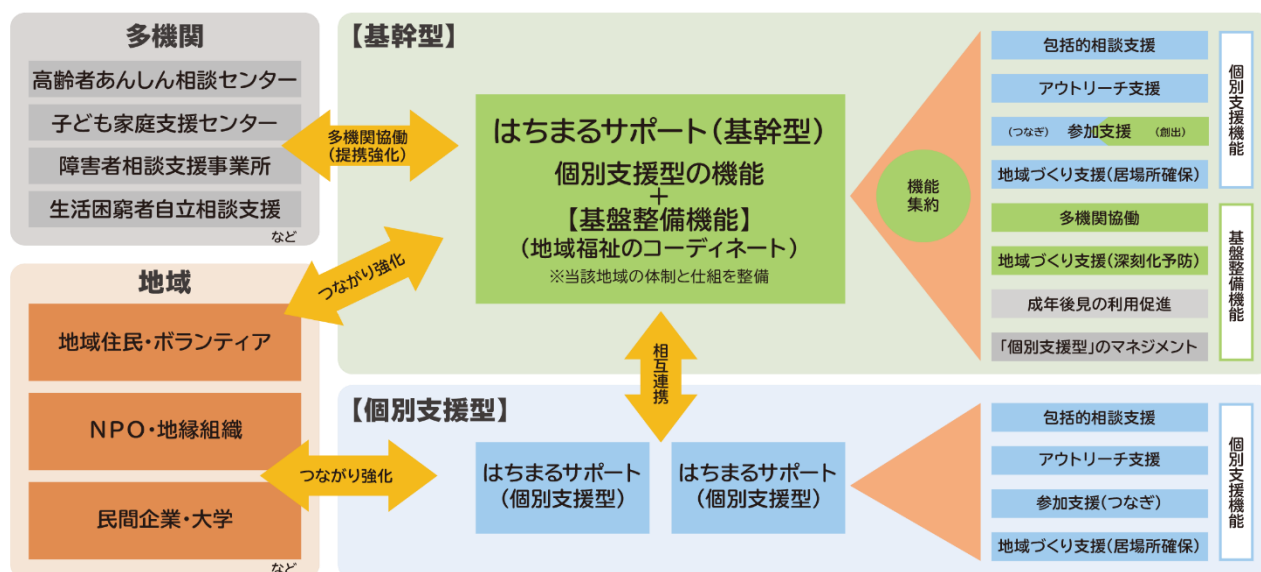 多機関
高齢者あんしん相談センター
子ども家庭支援センター
障害者相談支援事業所
生活困窮者自立相談支援
など
地域
地域住民・ボランティア
NPO・地縁組織
民間企業・大学
など
多機関協働
(提携強化)
つながり強化
つながり強化
【基幹型】
はちまるサポート(基幹型)
個別支援型の機能
+
【基盤整備機能】
(地域福祉のコーディネート)
※当該地域の体制と仕組を整備
機能
集約
包括的相談支援
アウトリーチ支援
(つなぎ) 参加支援 (創出)
地域づくり支援(居場所確保)
個別支援機能
多機関協働
地域づくり支援(深刻化予防)
成年後見の利用促進
「個別支援型」のマネジメント
基盤整備機能
相互連携
【個別支援型】
はちまるサポート
(個別支援型)
はちまるサポート
(個別支援型)
包括的相談支援
アウトリーチ支援
参加支援(つなぎ)
地域づくり支援(居場所確保)
個別支援機能